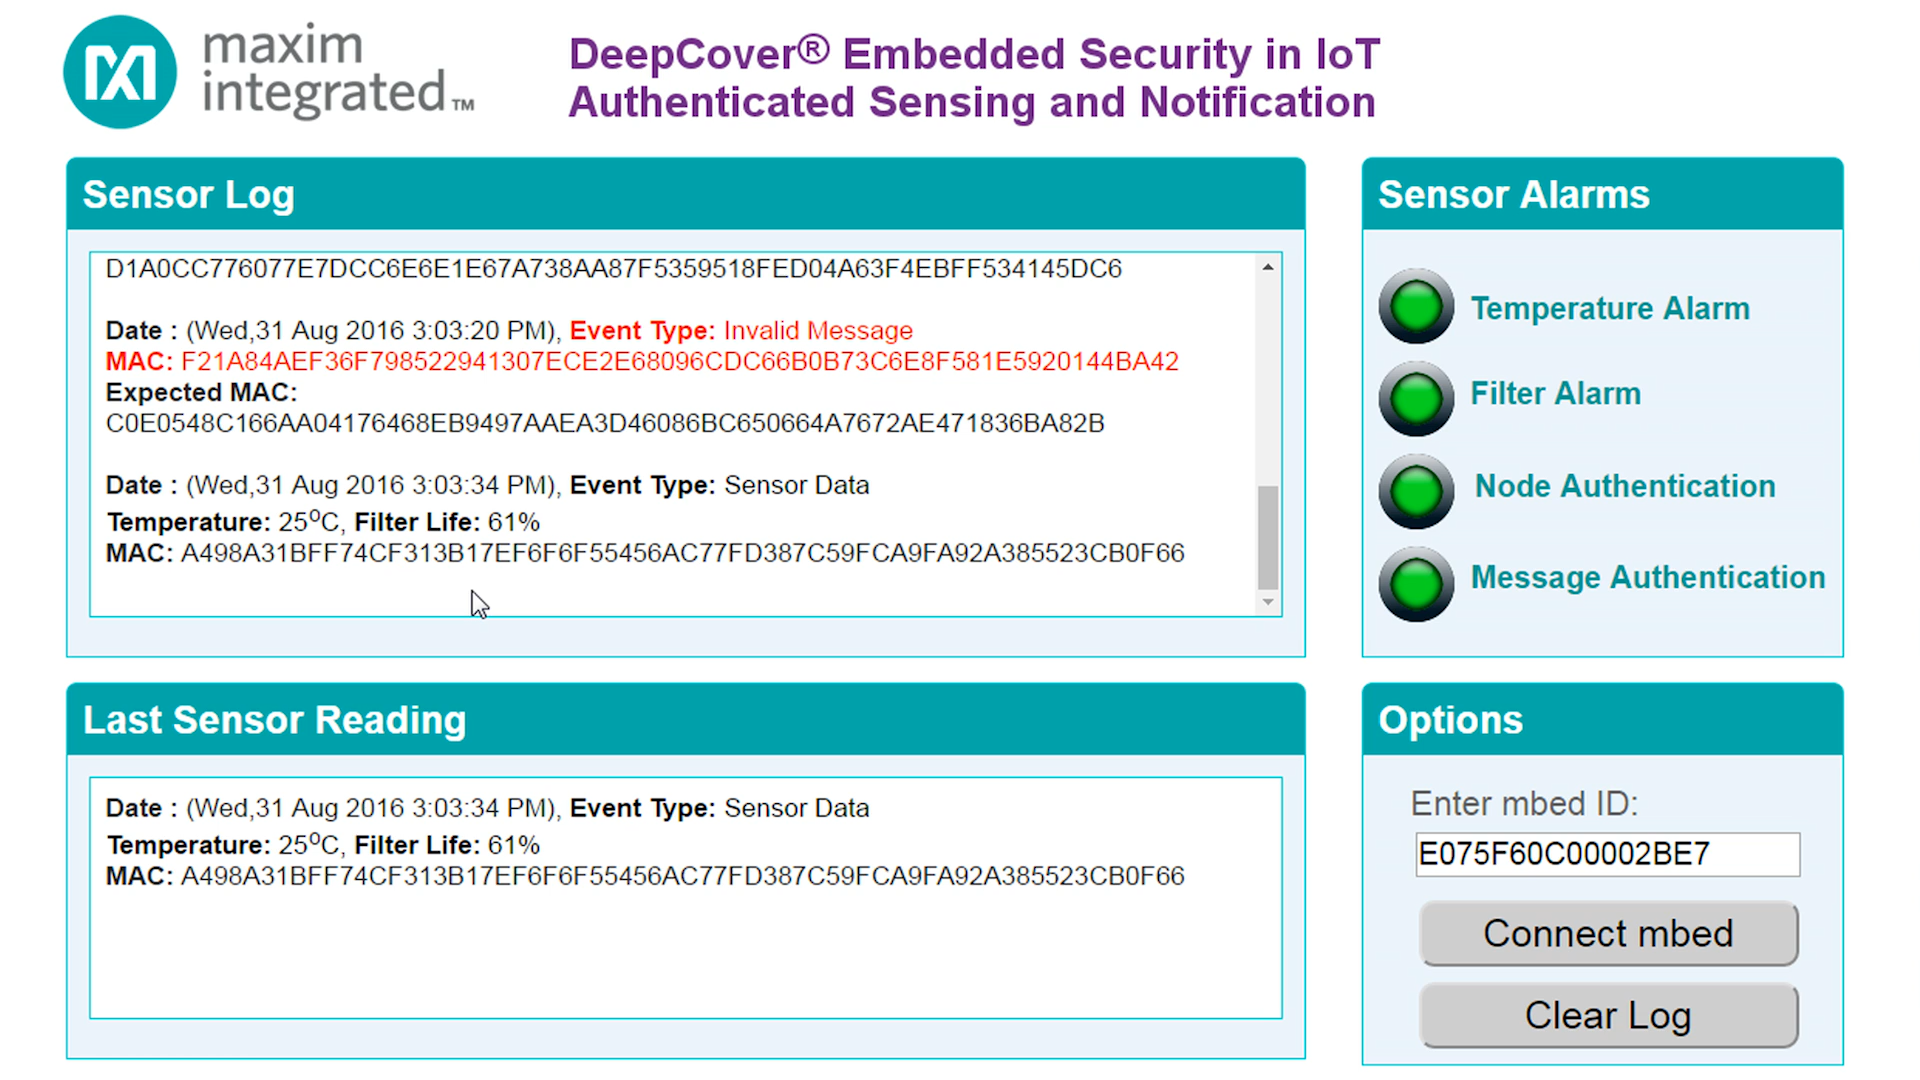 maxim
integrated™
DeepCover® Embedded Security in IoT
Authenticated Sensing and Notification
Sensor Log
D1A0CC776077E7DCC6E6E1E67A738AA87F5359518FED04A63F4EBFF534145DC6
Date : (Wed,31 Aug 2016 3:03:20 PM), Event Type: Invalid Message
MAC: F21A84AEF36F798522941307ECE2E68096CDC66B0B73C6E8F581E5920144BA42
Expected MAC:
C0E0548C166AA04176468EB9497AAEA3D46086BC650664A7672AE471836BA82B
Date : (Wed,31 Aug 2016 3:03:34 PM), Event Type: Sensor Data
Temperature: 25⁰C, Filter Life: 61%
MAC: A498A31BFF74CF313B17EF6F6F55456AC77FD387C59FCA9FA92A385523CB0F66
Sensor Alarms
Temperature Alarm
Filter Alarm
Node Authentication
Message Authentication
Last Sensor Reading
Date : (Wed,31 Aug 2016 3:03:34 PM), Event Type: Sensor Data
Temperature: 25⁰C, Filter Life: 61%
MAC: A498A31BFF74CF313B17EF6F6F55456AC77FD387C59FCA9FA92A385523CB0F66
Options
Enter mbed ID:
E075F60C00002BE7
Connect mbed
Clear Log